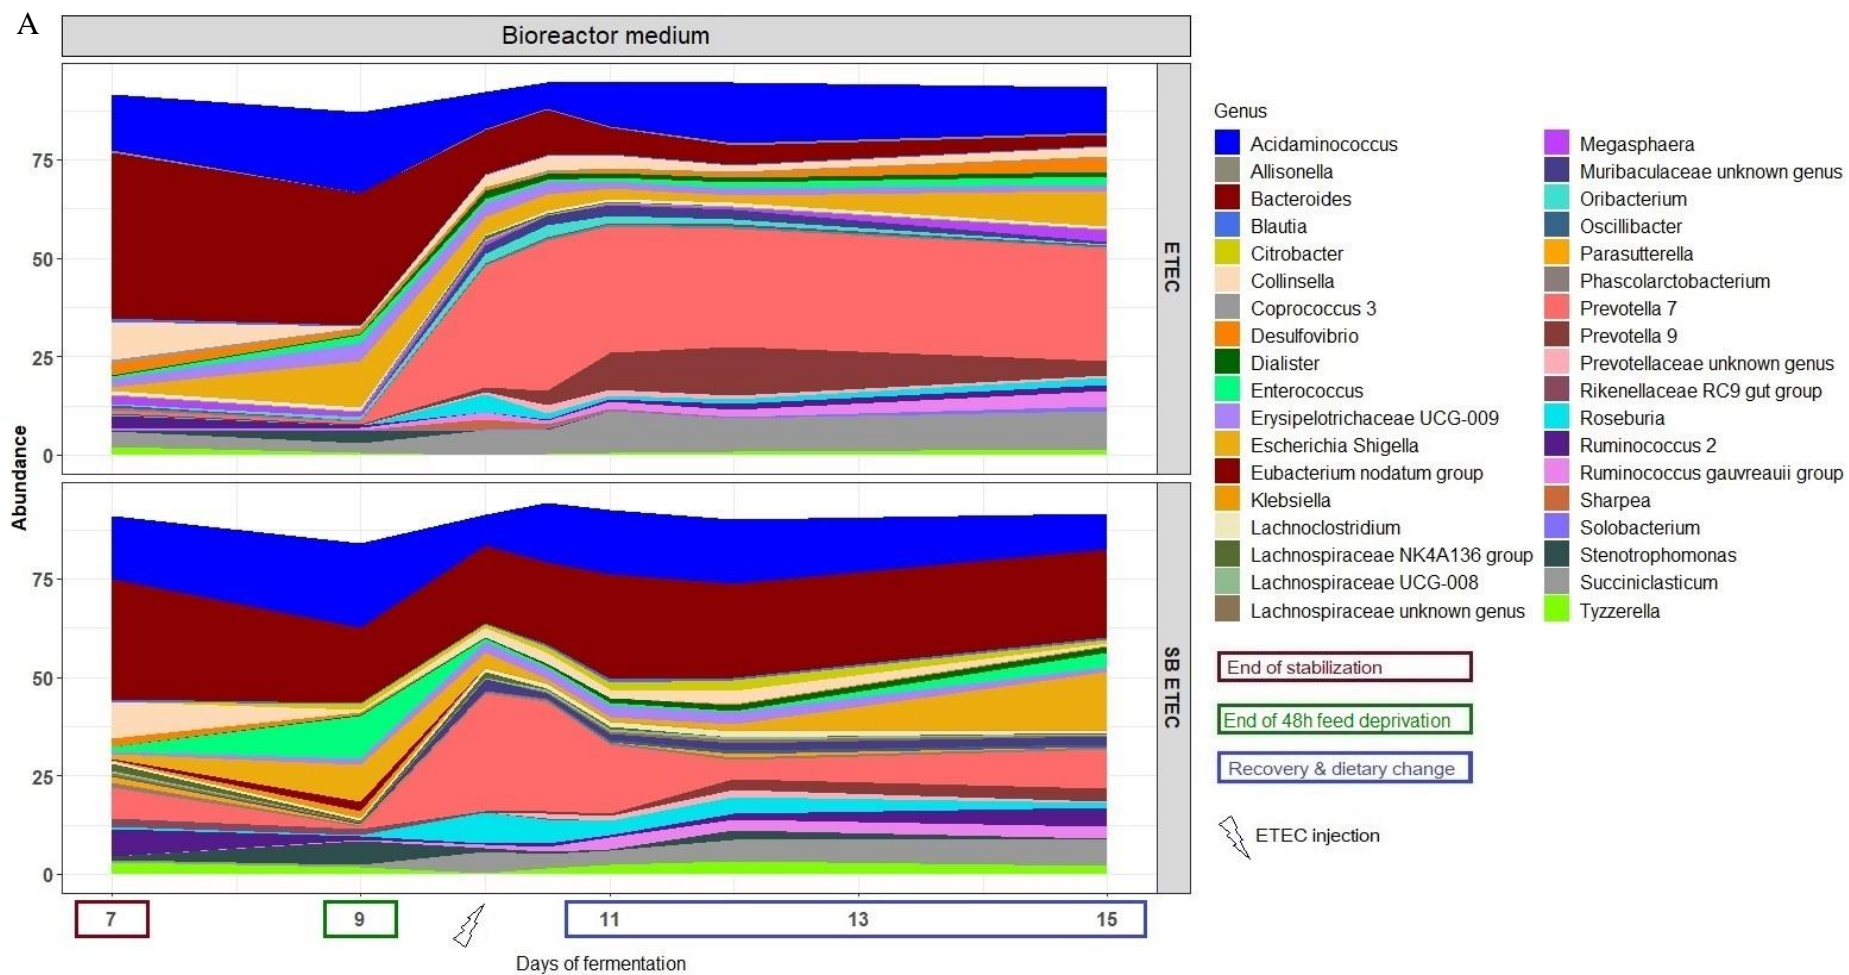 A
Bioreactor medium
75
50
25
0
ETEC
Abundance
75
50
25
0
SB ETEC
7
9
11
13
15
Days of fermentation
Genus
Acidaminococcus
Allisonella
Bacteroides
Blautia
Citrobacter
Collinsella
Coprococcus 3
Desulfovibrio
Dialister
Enterococcus
Erysipelotrichaceae UCG-009
Escherichia Shigella
Eubacterium nodatum group
Klebsiella
Lachnoclostridium
Lachnospiraceae NK4A136 group
Lachnospiraceae UCG-008
Lachnospiraceae unknown genus
Megasphaera
Muribaculaceae unknown genus
Oribacterium
Oscillibacter
Parasutterella
Phascolarctobacterium
Prevotella 7
Prevotella 9
Prevotellaceae unknown genus
Rikenellaceae RC9 gut group
Roseburia
Ruminococcus 2
Ruminococcus gauvreauii group
Sharpea
Solobacterium
Stenotrophomonas
Succiniclasticum
Tyzzerella
End of stabilization
End of 48h feed deprivation
Recovery & dietary change
ETEC injection